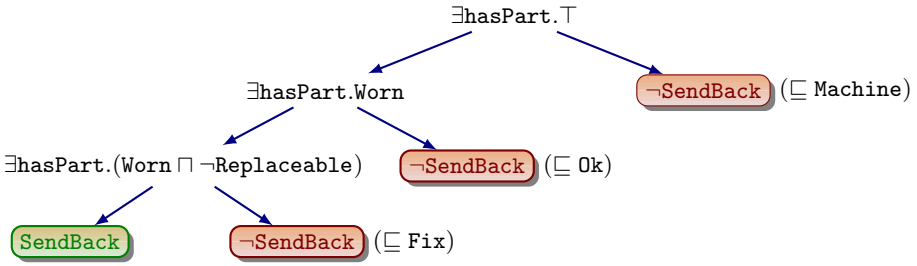 ∃hasPart.⊤
∃hasPart.Worn
¬SendBack (⊑ Machine)
∃hasPart.(Worn ⊓ ¬Replaceable)
¬SendBack (⊑ Ok)
SendBack
¬SendBack (⊑ Fix)